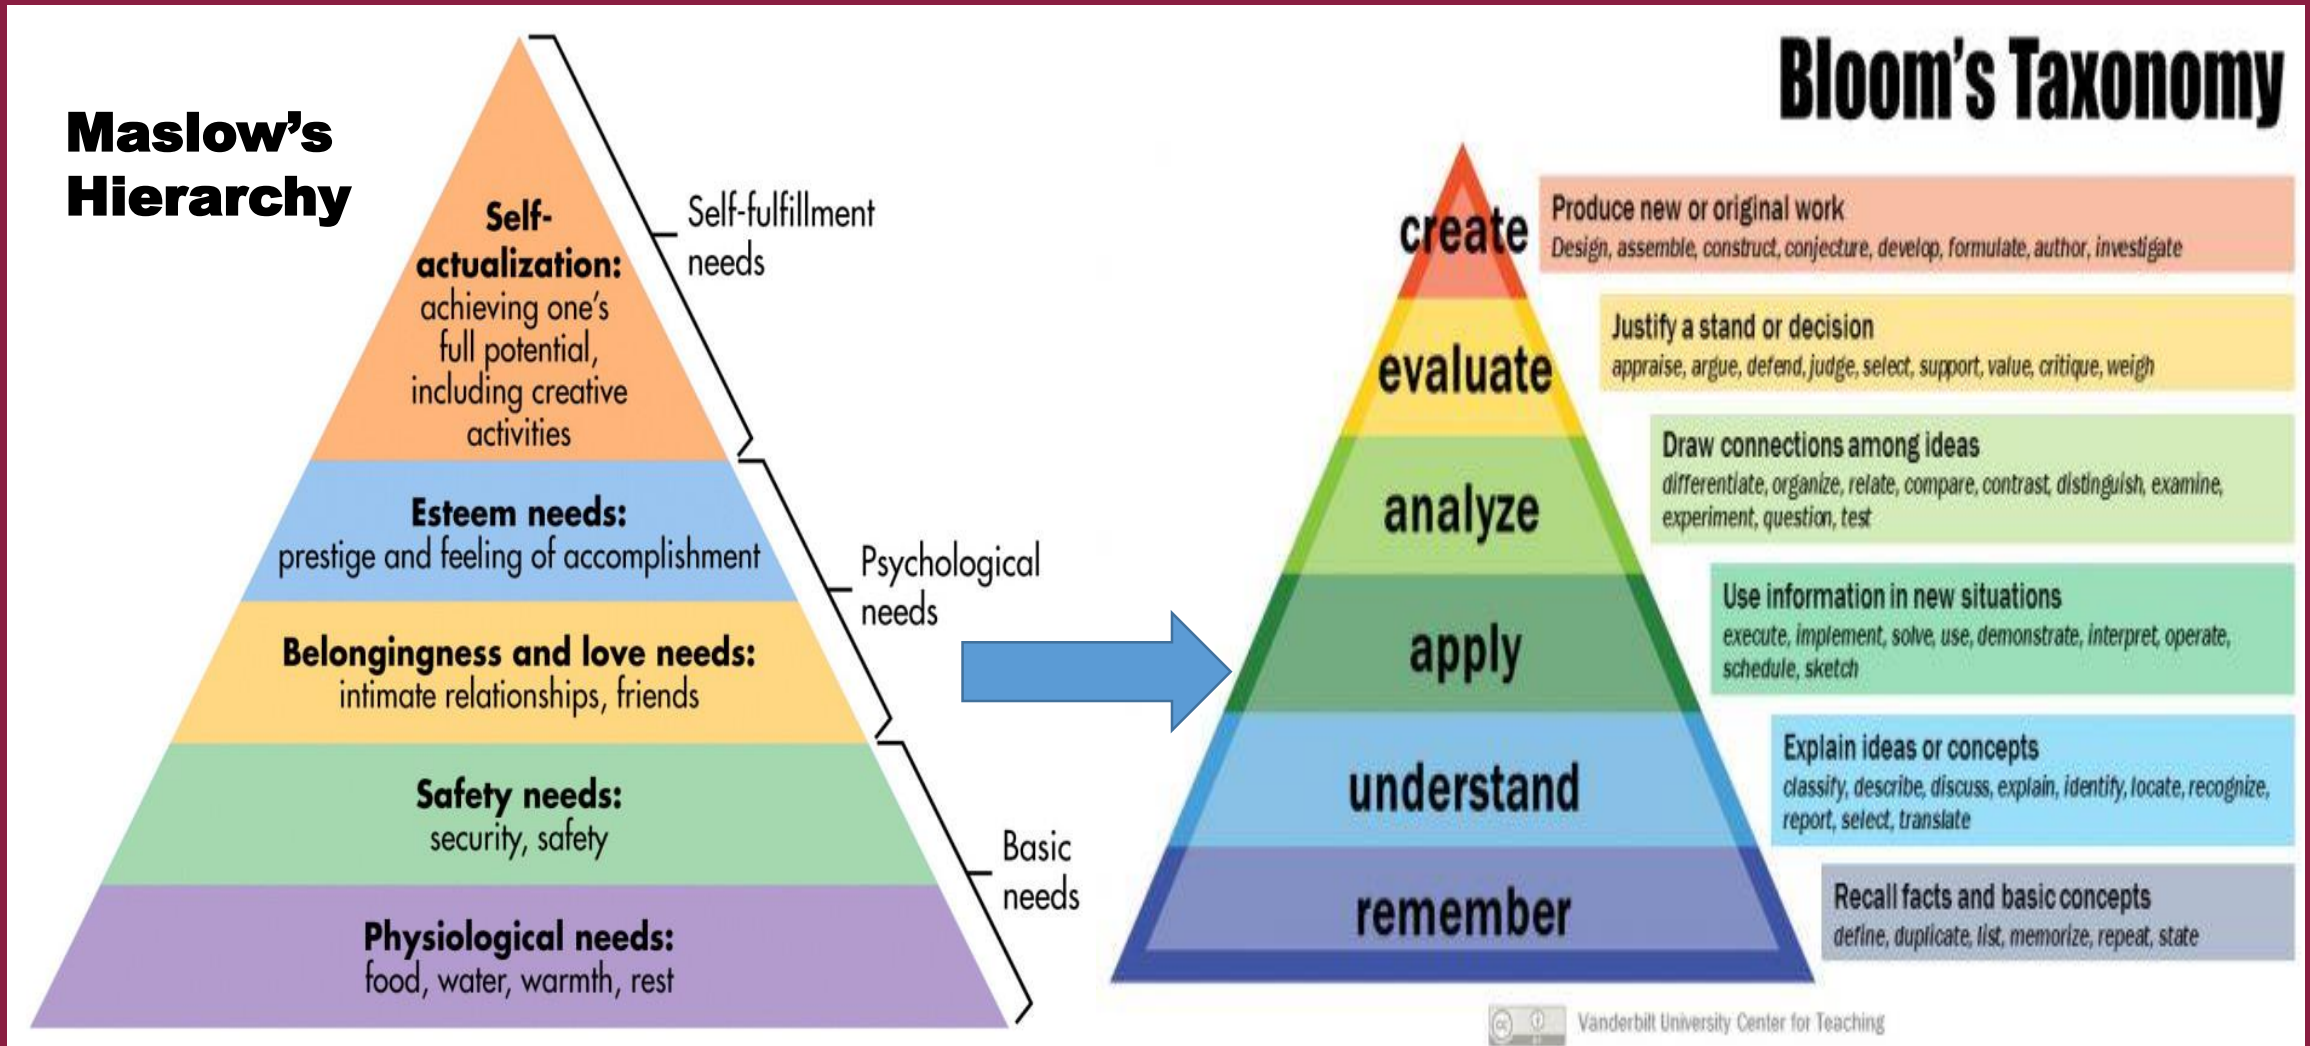 Maslow’s
Hierarchy
Self-
actualization:
achieving one’s
full potential,
including creative
activities
Esteem needs:
prestige and feeling of accomplishment
Belongingness and love needs:
intimate relationships, friends
Safety needs:
security, safety
Physiological needs:
food, water, warmth, rest
Self-fulfillment
needs
Psychological
needs
Basic
needs
Bloom’s Taxonomy
create
Produce new or original work
Design, assemble, construct, conjecture, develop, formulate, author, investigate
evaluate
Justify a stand or decision
appraise, argue, defend, judge, select, support, value, critique, weigh
analyze
Draw connections among ideas
differentiate, organize, relate, compare, contrast, distinguish, examine,
experiment, question, test
apply
Use information in new situations
execute, implement, solve, use, demonstrate, interpret, operate,
schedule, sketch
understand
Explain ideas or concepts
classify, describe, discuss, explain, identify, locate, recognize,
report, select, translate
remember
Recall facts and basic concepts
define, duplicate, list, memorize, repeat, state
cc
Vanderbilt University Center for Teaching